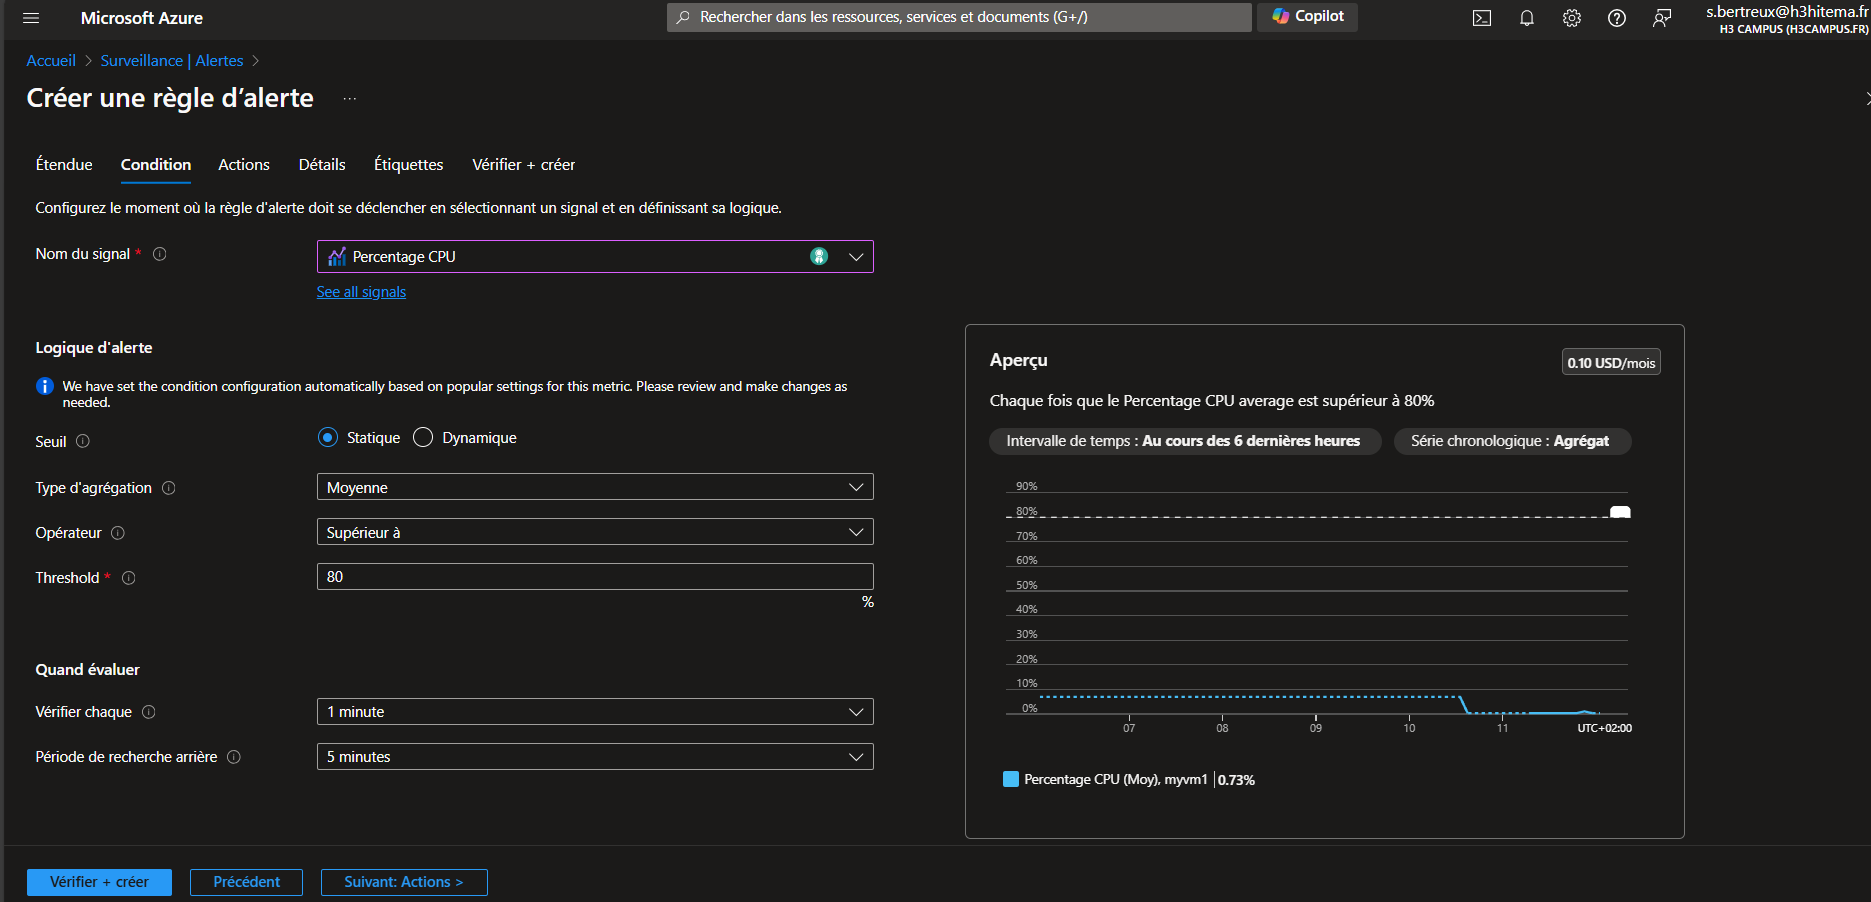 Microsoft Azure
Rechercher dans les ressources, services et documents (G+/)
Copilot
s.bertreux@h3hitema.fr
H3 CAMPUS (H3CAMPUS.FR)
Accueil > Surveillance | Alertes >
Créer une règle d’alerte ...
Étendue Condition Actions Détails Étiquettes Vérifier + créer
Configurez le moment où la règle d'alerte doit se déclencher en sélectionnant un signal et en définissant sa logique.
Nom du signal *
Percentage CPU
See all signals
Logique d'alerte
We have set the condition configuration automatically based on popular settings for this metric. Please review and make changes as
needed.
Seuil
Statique Dynamique
Type d'agrégation
Moyenne
Opérateur
Supérieur à
Threshold *
80
%
Quand évaluer
Vérifier chaque
1 minute
Période de recherche arrière
5 minutes
Aperçu
0.10 USD/mois
Chaque fois que le Percentage CPU average est supérieur à 80%
Intervalle de temps : Au cours des 6 dernières heures
Série chronologique : Agrégat
90%
80%
70%
60%
50%
40%
30%
20%
10%
0%
07 08 09 10 11 UTC+02:00
Percentage CPU (Moy), myvm1 | 0.73%
Vérifier + créer
Précédent
Suivant: Actions >